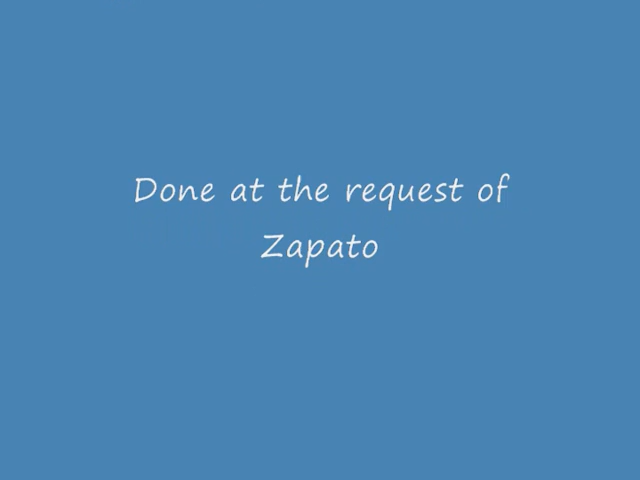 Done at the request of
Zapato